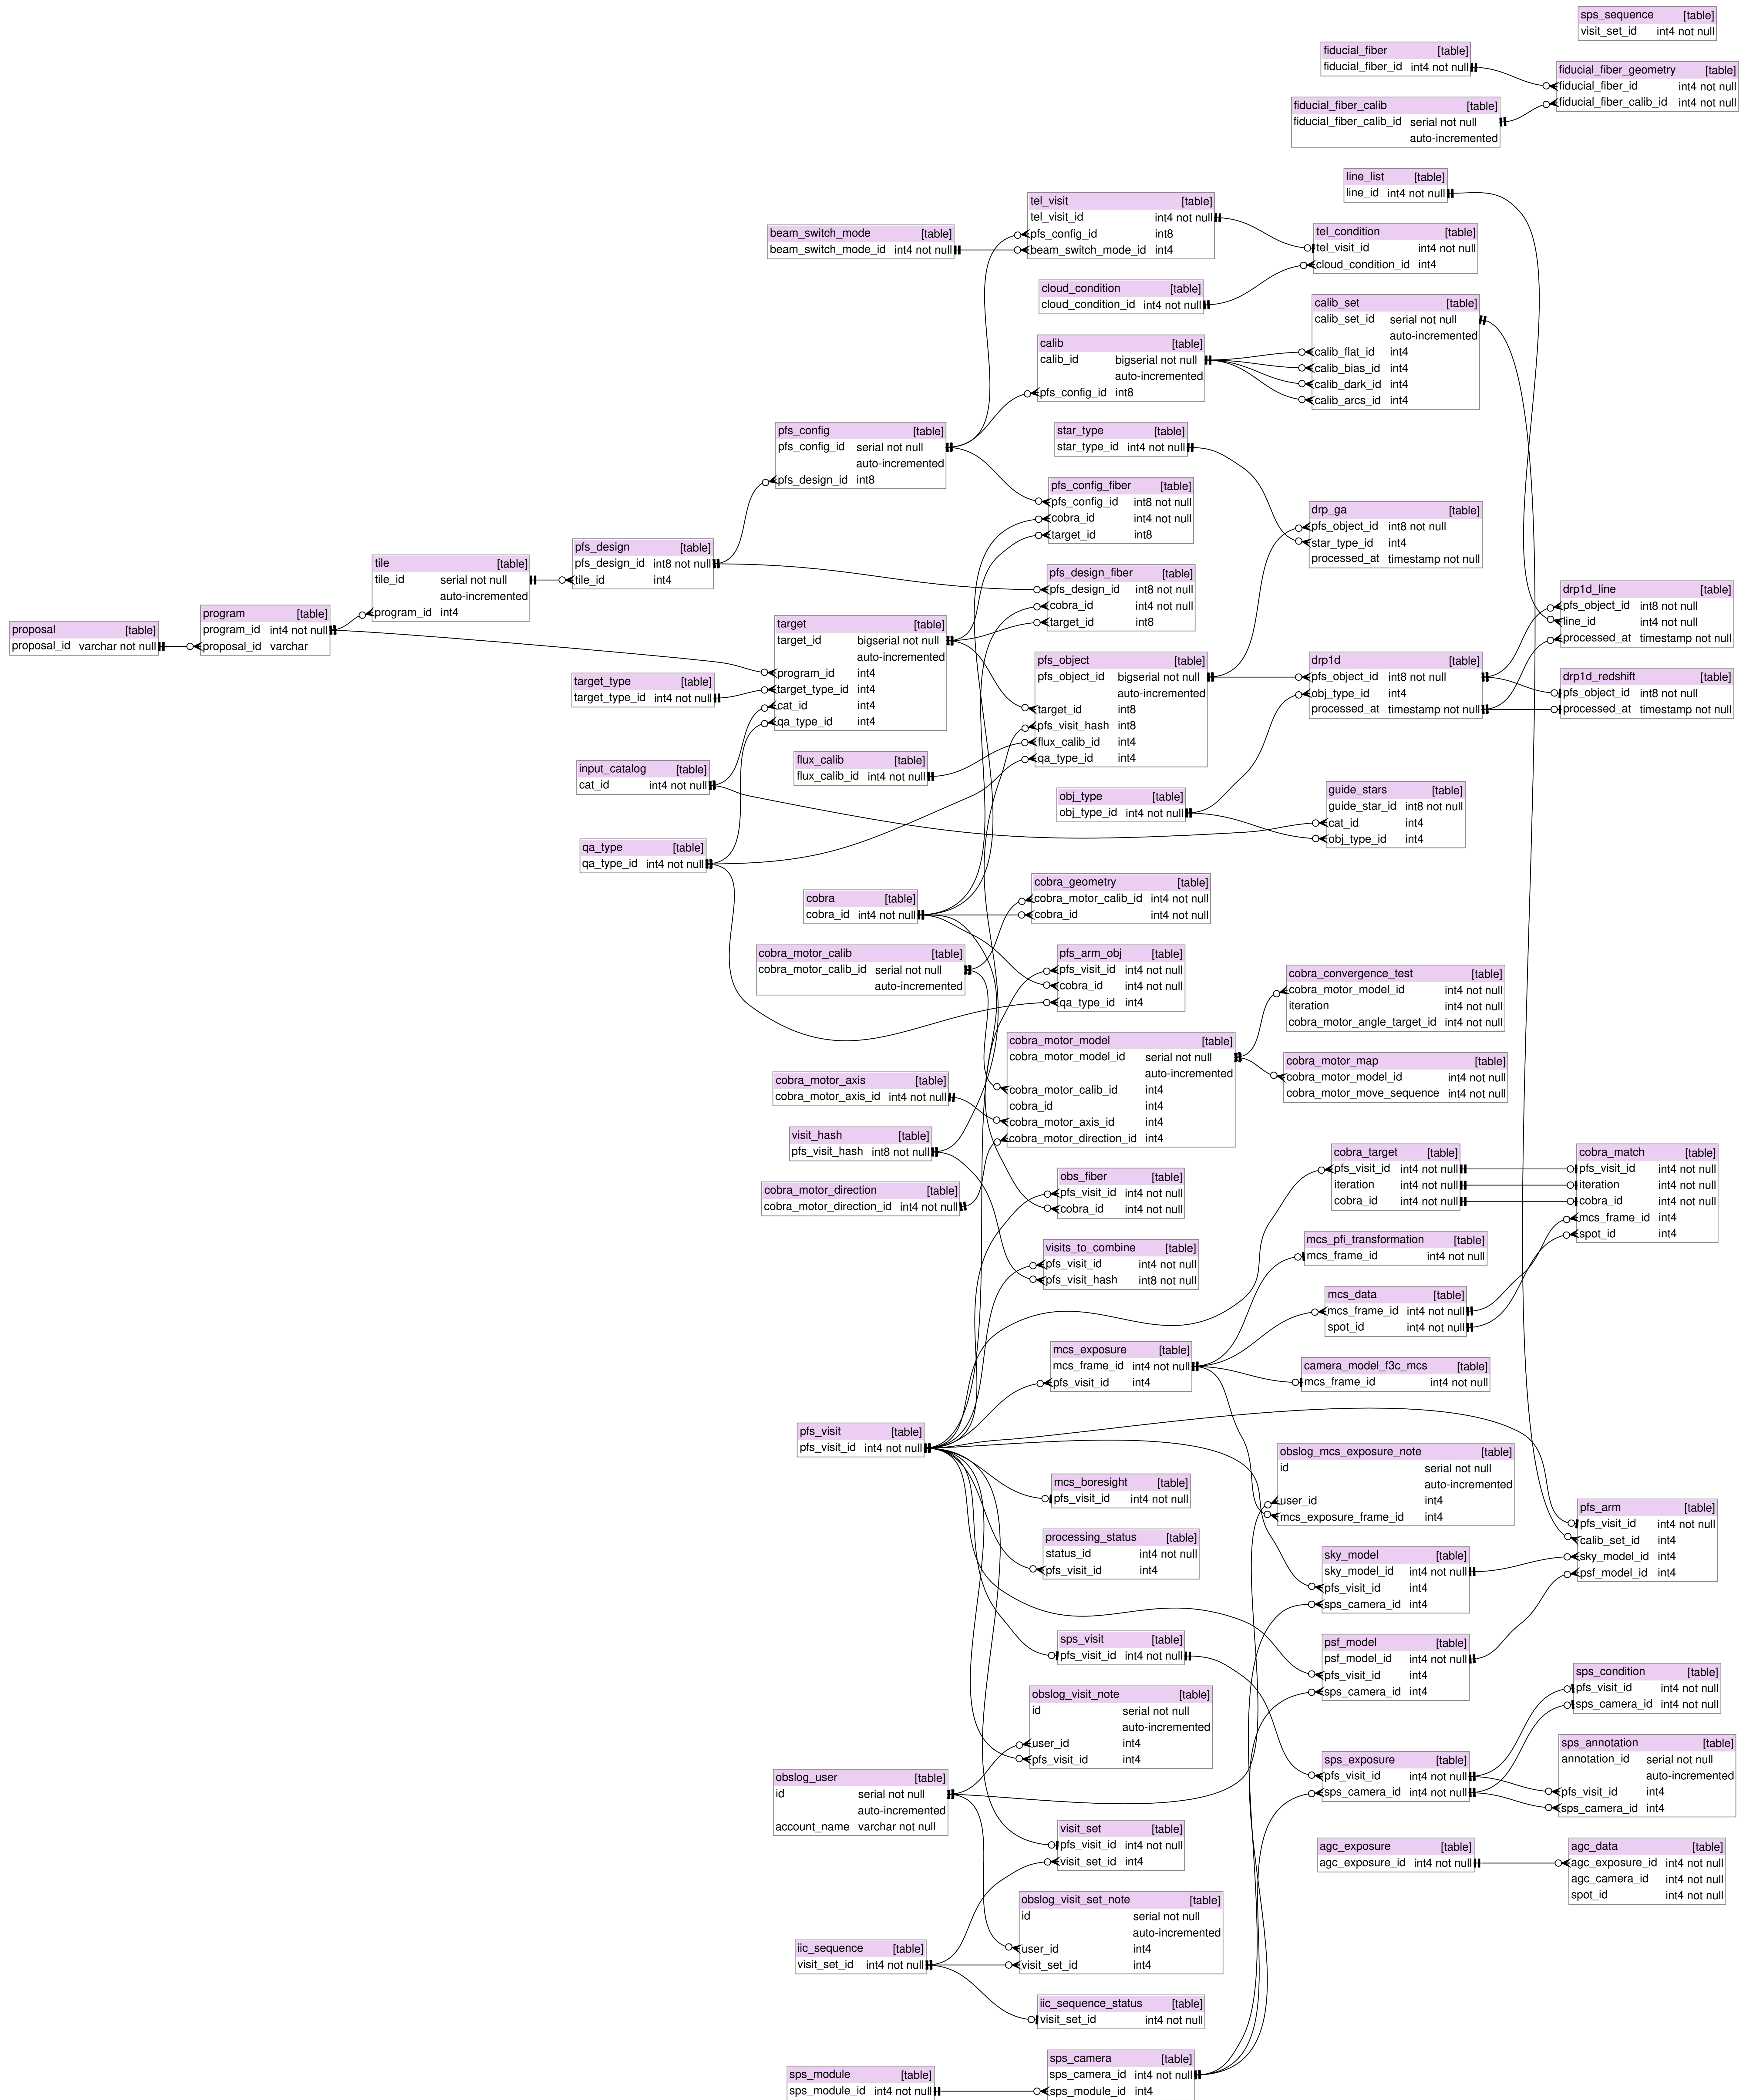 sps_sequence [table]
visit_set_id int4 not null
fiducial_fiber [table]
fiducial_fiber_id int4 not null
fiducial_fiber_geometry [table]
fiducial_fiber_id int4 not null
fiducial_fiber_calib_id int4 not null
fiducial_fiber_calib [table]
fiducial_fiber_calib_id serial not null
auto-incremented
line_list [table]
line_id int4 not null
tel_visit [table]
tel_visit_id int4 not null
pfs_config_id int8
beam_switch_mode_id int4
beam_switch_mode [table]
beam_switch_mode_id int4 not null
tel_condition [table]
tel_visit_id int4 not null
cloud_condition_id int4
cloud_condition [table]
cloud_condition_id int4 not null
calib_set [table]
calib_set_id serial not null
auto-incremented
calib_flat_id int4
calib_bias_id int4
calib_dark_id int4
calib_arcs_id int4
calib [table]
calib_id bigserial not null
auto-incremented
pfs_config_id int8
pfs_config [table]
pfs_config_id serial not null
auto-incremented
pfs_design_id int8
star_type [table]
star_type_id int4 not null
pfs_config_fiber [table]
pfs_config_id int8 not null
cobra_id int4 not null
target_id int8
drp_ga [table]
pfs_object_id int8 not null
star_type_id int4
processed_at timestamp not null
pfs_design [table]
pfs_design_id int8 not null
tile_id int4
tile [table]
tile_id serial not null
auto-incremented
program_id int4
pfs_design_fiber [table]
pfs_design_id int8 not null
cobra_id int4 not null
target_id int8
drp1d_line [table]
pfs_object_id int8 not null
line_id int4 not null
processed_at timestamp not null
program [table]
program_id int4 not null
proposal_id varchar
proposal [table]
proposal_id varchar not null
target [table]
target_id bigserial not null
auto-incremented
program_id int4
target_type_id int4
cat_id int4
qa_type_id int4
pfs_object [table]
pfs_object_id bigserial not null
auto-incremented
target_id int8
pfs_visit_hash int8
flux_calib_id int4
qa_type_id int4
drp1d [table]
pfs_object_id int8 not null
obj_type_id int4
processed_at timestamp not null
drp1d_redshift [table]
pfs_object_id int8 not null
processed_at timestamp not null
target_type [table]
target_type_id int4 not null
flux_calib [table]
flux_calib_id int4 not null
input_catalog [table]
cat_id int4 not null
obj_type [table]
obj_type_id int4 not null
guide_stars [table]
guide_star_id int8 not null
cat_id int4
obj_type_id int4
qa_type [table]
qa_type_id int4 not null
cobra [table]
cobra_id int4 not null
cobra_geometry [table]
cobra_motor_calib_id int4 not null
cobra_id int4 not null
cobra_motor_calib [table]
cobra_motor_calib_id serial not null
auto-incremented
pfs_arm_obj [table]
pfs_visit_id int4 not null
cobra_id int4 not null
qa_type_id int4
cobra_convergence_test [table]
cobra_motor_model_id int4 not null
iteration int4 not null
cobra_motor_angle_target_id int4 not null
cobra_motor_model [table]
cobra_motor_model_id serial not null
auto-incremented
cobra_motor_calib_id int4
cobra_id int4
cobra_motor_axis_id int4
cobra_motor_direction_id int4
cobra_motor_map [table]
cobra_motor_model_id int4 not null
cobra_motor_move_sequence int4 not null
cobra_motor_axis [table]
cobra_motor_axis_id int4 not null
visit_hash [table]
pfs_visit_hash int8 not null
cobra_motor_direction [table]
cobra_motor_direction_id int4 not null
obs_fiber [table]
pfs_visit_id int4 not null
cobra_id int4 not null
cobra_target [table]
pfs_visit_id int4 not null
iteration int4 not null
cobra_id int4 not null
cobra_match [table]
pfs_visit_id int4 not null
iteration int4 not null
cobra_id int4 not null
mcs_frame_id int4
spot_id int4
visits_to_combine [table]
pfs_visit_id int4 not null
pfs_visit_hash int8 not null
mcs_pfi_transformation [table]
mcs_frame_id int4 not null
mcs_data [table]
mcs_frame_id int4 not null
spot_id int4 not null
mcs_exposure [table]
mcs_frame_id int4 not null
pfs_visit_id int4
camera_model_f3c_mcs [table]
mcs_frame_id int4 not null
pfs_visit [table]
pfs_visit_id int4 not null
obslog_mcs_exposure_note [table]
id serial not null
auto-incremented
user_id int4
mcs_exposure_frame_id int4
mcs_boresight [table]
pfs_visit_id int4 not null
pfs_arm [table]
pfs_visit_id int4 not null
calib_set_id int4
sky_model_id int4
psf_model_id int4
processing_status [table]
status_id int4 not null
pfs_visit_id int4
sky_model [table]
sky_model_id int4 not null
pfs_visit_id int4
sps_camera_id int4
sps_visit [table]
pfs_visit_id int4 not null
psf_model [table]
psf_model_id int4 not null
pfs_visit_id int4
sps_camera_id int4
sps_condition [table]
pfs_visit_id int4 not null
sps_camera_id int4 not null
obslog_visit_note [table]
id serial not null
auto-incremented
user_id int4
pfs_visit_id int4
sps_annotation [table]
annotation_id serial not null
auto-incremented
pfs_visit_id int4
sps_camera_id int4
sps_exposure [table]
pfs_visit_id int4 not null
sps_camera_id int4 not null
obslog_user [table]
id serial not null
auto-incremented
account_name varchar not null
visit_set [table]
pfs_visit_id int4 not null
visit_set_id int4
agc_exposure [table]
agc_exposure_id int4 not null
agc_data [table]
agc_exposure_id int4 not null
agc_camera_id int4 not null
spot_id int4 not null
obslog_visit_set_note [table]
id serial not null
auto-incremented
user_id int4
visit_set_id int4
iic_sequence [table]
visit_set_id int4 not null
iic_sequence_status [table]
visit_set_id int4 not null
sps_camera [table]
sps_camera_id int4 not null
sps_module_id int4
sps_module [table]
sps_module_id int4 not null